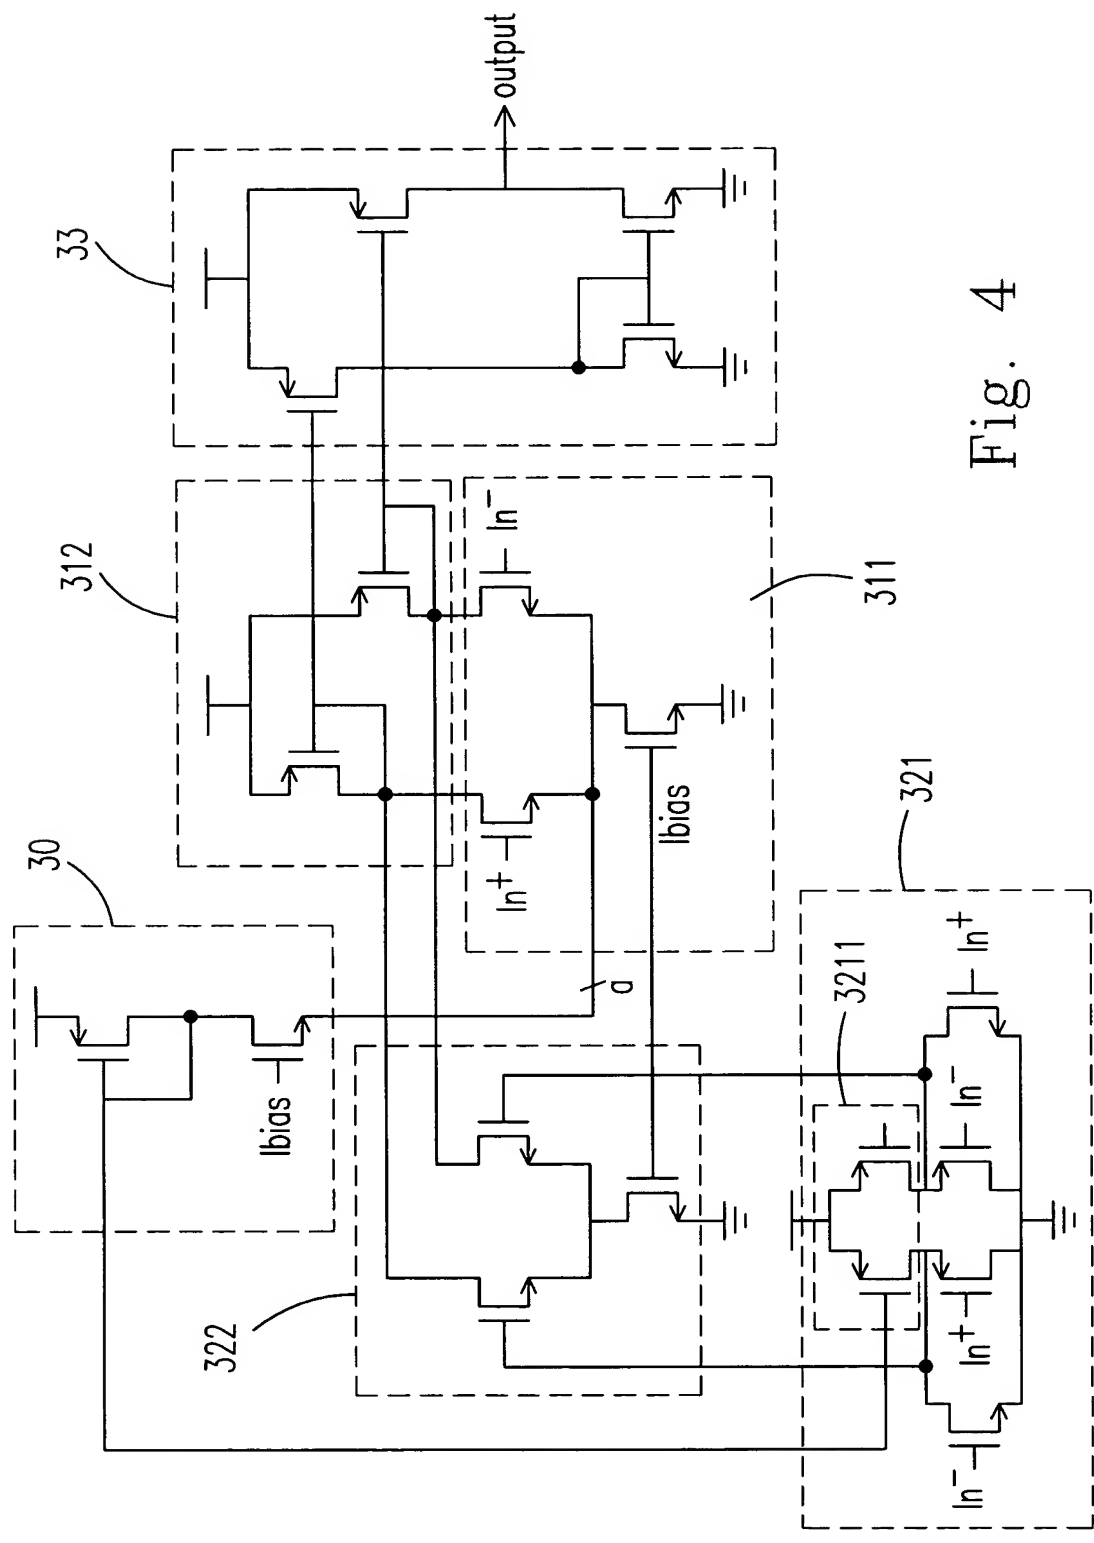 output
33
312
In⁻
311
30
In⁺
Ibias
321
a
3211
In⁺
Ibias
In⁻
322
In⁺
In⁻
Fig. 4